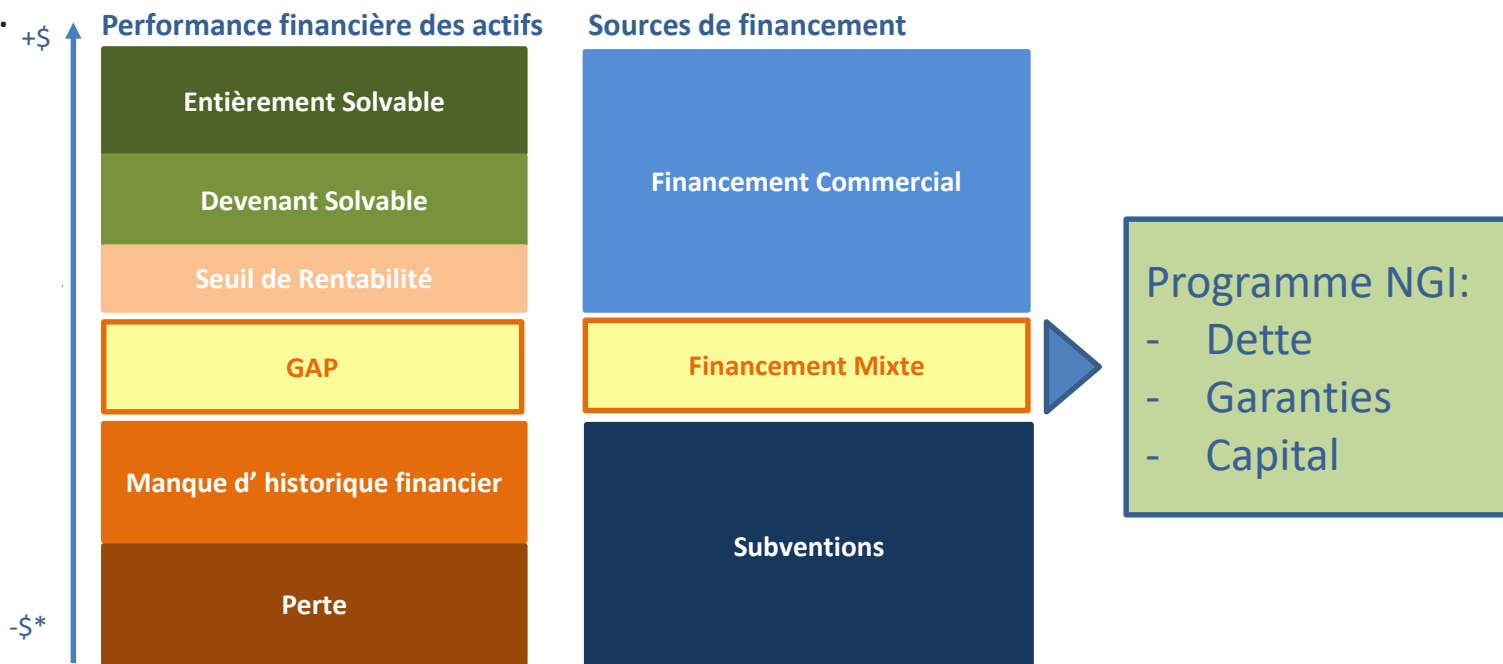 +$
Performance financière des actifs
Sources de financement
Entièrement Solvable
Devenant Solvable
Seuil de Rentabilité
GAP
Manque d’ historique financier
Perte
-$*
Financement Commercial
Financement Mixte
Subventions
Programme NGI:
- Dette
- Garanties
- Capital